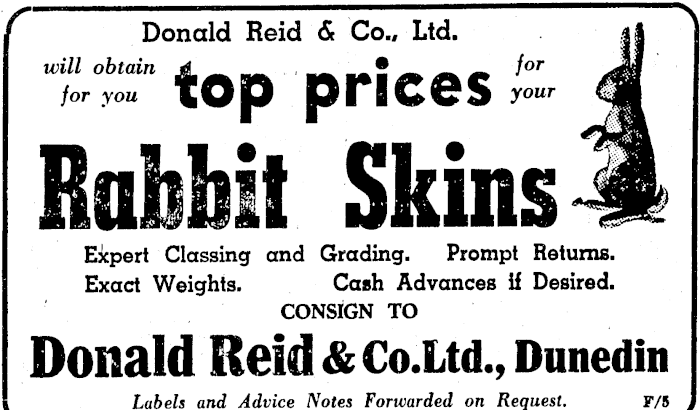 Donald Reid & Co., Ltd.
will obtain for you top prices for your
Rabbit Skins
Expert Classing and Grading. Prompt Returns.
Exact Weights. Cash Advances if Desired.
CONSIGN TO
Donald Reid & Co. Ltd., Dunedin
Labels and Advice Notes Forwarded on Request. F/5